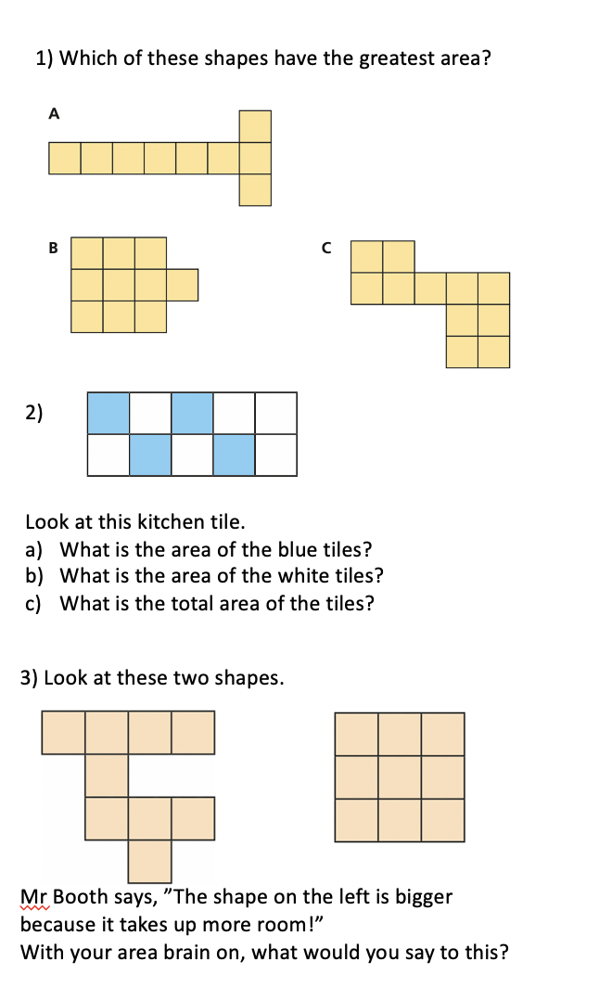 1) Which of these shapes have the greatest area?
A
B
C
2)
Look at this kitchen tile.
a) What is the area of the blue tiles?
b) What is the area of the white tiles?
c) What is the total area of the tiles?
3) Look at these two shapes.
Mr Booth says, ”The shape on the left is bigger
because it takes up more room!”
With your area brain on, what would you say to this?